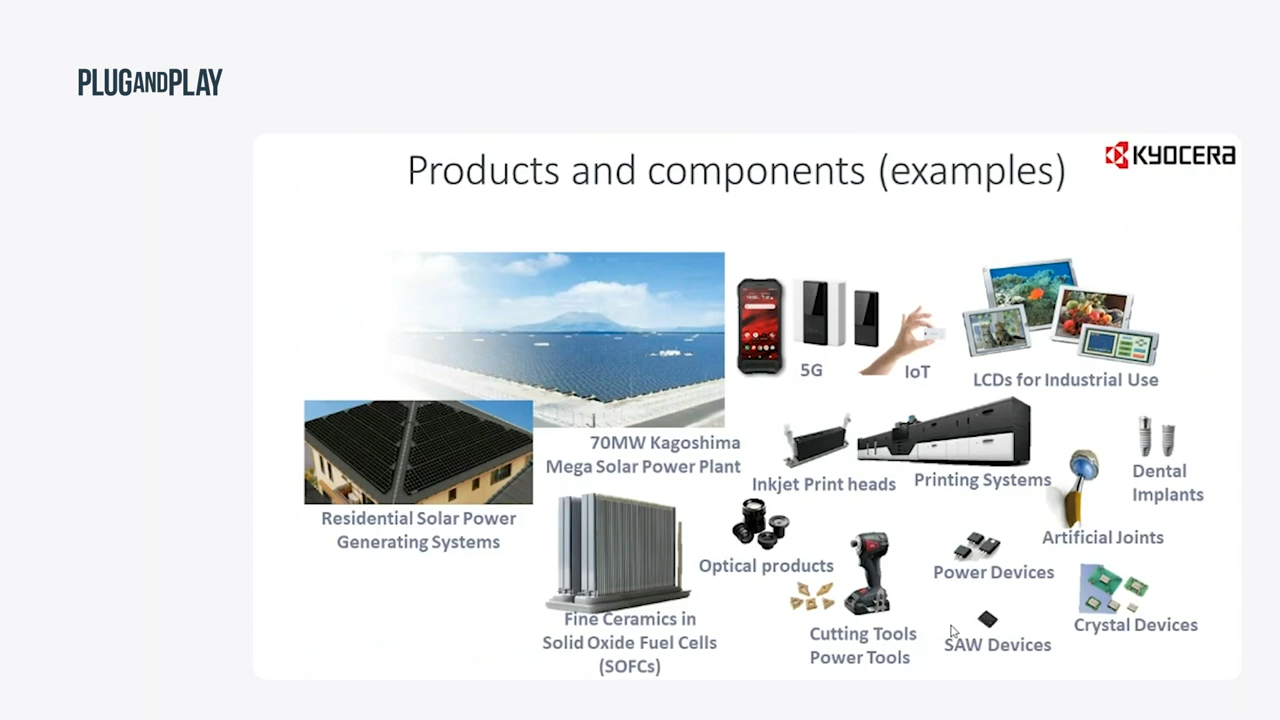 PLUGANDPLAY
KYOCERA
Products and components (examples)
5G
IoT
LCDs for Industrial Use
70MW Kagoshima
Mega Solar Power Plant
Inkjet Print heads
Printing Systems
Dental
Implants
Residential Solar Power
Generating Systems
Artificial Joints
Optical products
Power Devices
Fine Ceramics in
Solid Oxide Fuel Cells
(SOFCs)
Cutting Tools
Power Tools
SAW Devices
Crystal Devices